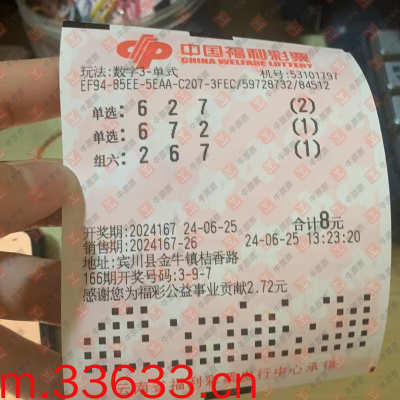 中国福利彩票
CHINA WELFARE LOTTERY
玩法:数字3-单式 机号:53101797
EF94-85EE-5EAA-C207-3FEC/59728732/84512
单选: 6 2 7 (2)
单选: 6 7 2 (1)
组六: 2 6 7 (1)
开奖期:2024167 24-06-25 合计8元
销售期:2024167-26 24-06-25 13:23:20
地址:宾川县金牛镇桔香路
166期开奖号码:3-9-7
感谢您为福彩公益事业贡献2.72元
m.33633.cn